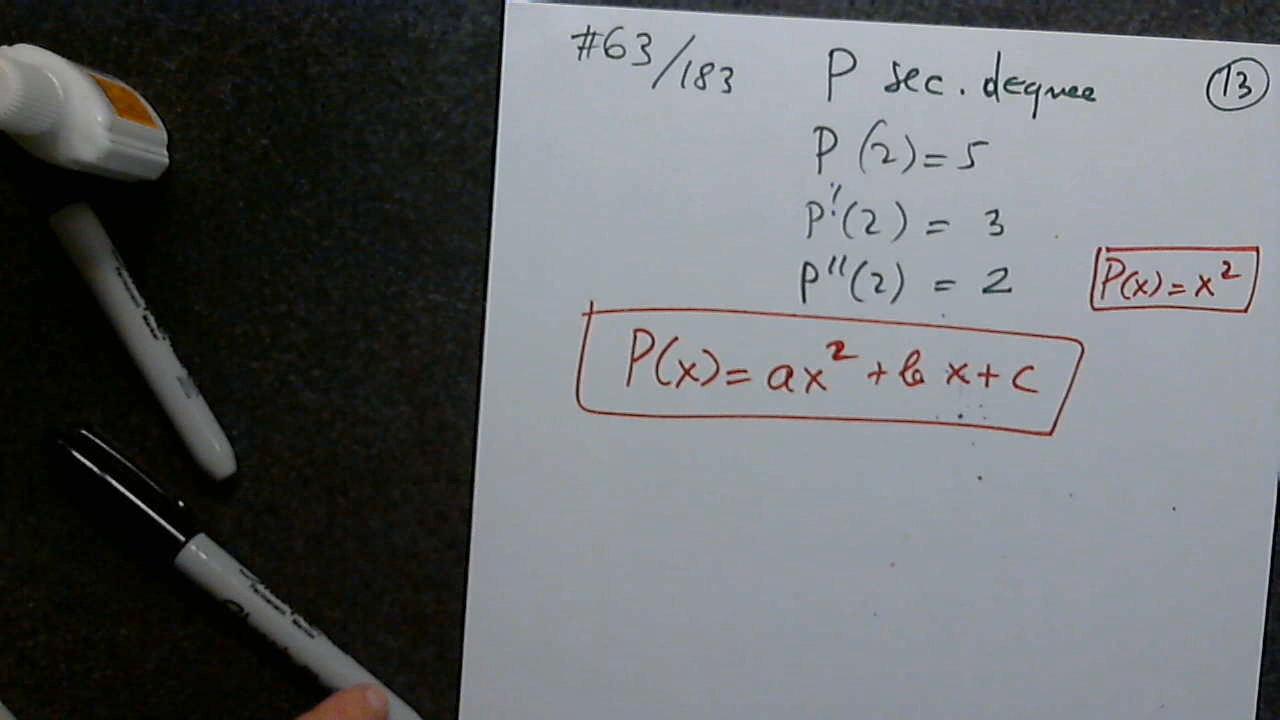 #63/183 P sec. degree 13
P(2)=5
P'(2) = 3
P''(2) = 2
P(x)=x²
P(x)=ax²+bx+c